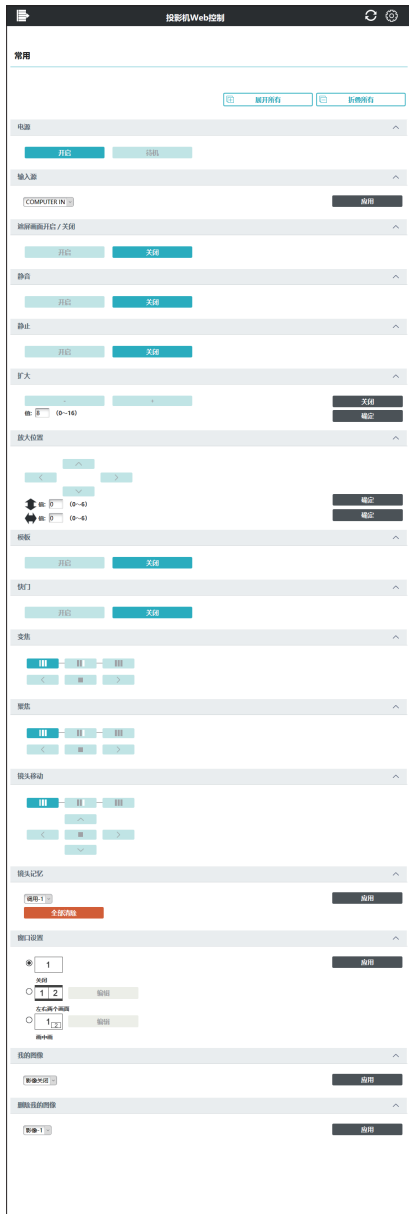 投影机Web控制
常用
展开所有 折叠所有
电源
开启 待机
输入源
COMPUTER IN 应用
遮屏画面开启 / 关闭
开启 关闭
静音
开启 关闭
静止
开启 关闭
扩大
- + 关闭
值: 8 (0~16) 确定
放大位置
值: 0 (0~6) 确定
值: 0 (0~6) 确定
模版
开启 关闭
快门
开启 关闭
变焦
聚焦
镜头移动
镜头记忆
调用-1 应用
全部清除
窗口设置
1 应用
关闭
1 2 编辑
左右两个画面
1 2 编辑
画中画
我的图像
影像关闭 应用
删除我的图像
影像-1 应用